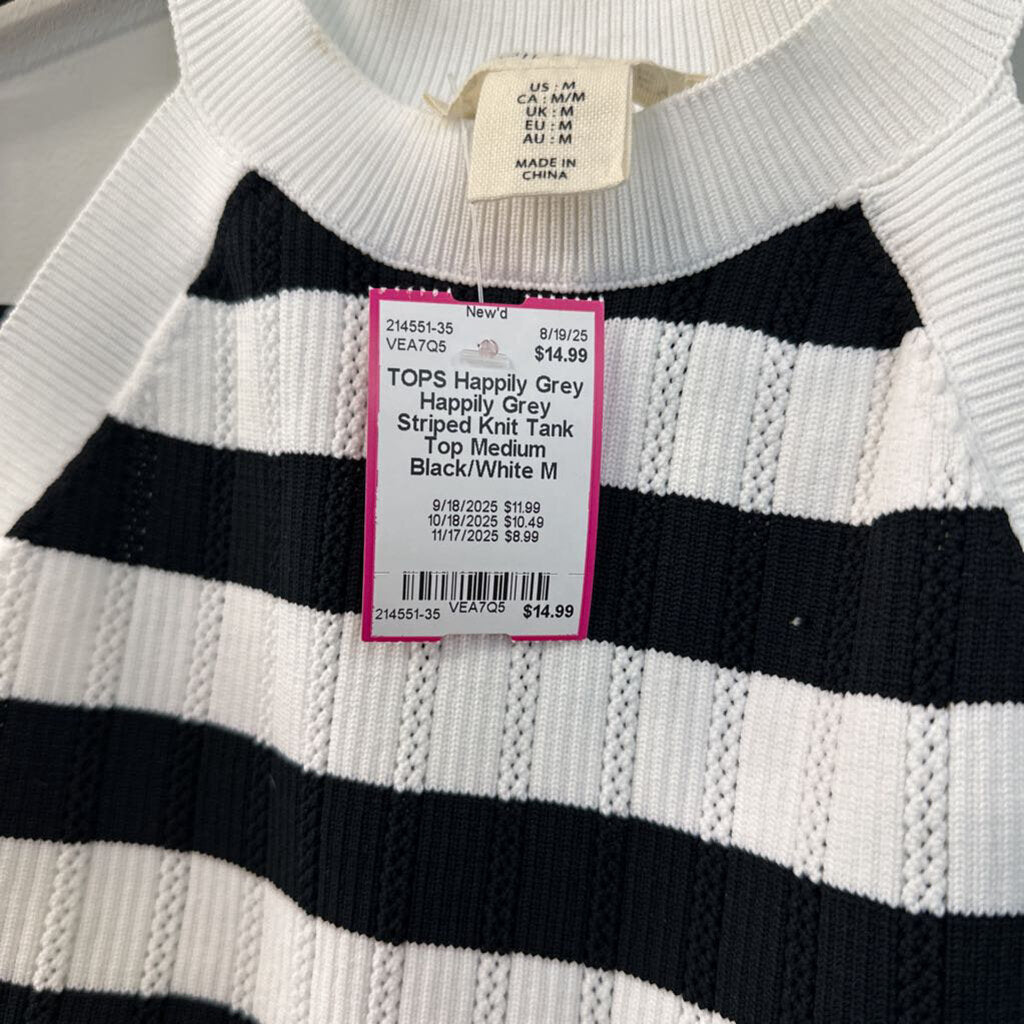 US : M
CA : M/M
UK : M
EU : M
AU : M
MADE IN
CHINA
New'd
214551-35 8/19/25
VEA7Q5 $14.99
TOPS Happily Grey
Happily Grey
Striped Knit Tank
Top Medium
Black/White M
9/18/2025 $11.99
10/18/2025 $10.49
11/17/2025 $8.99
214551-35 VEA7Q5 $14.99